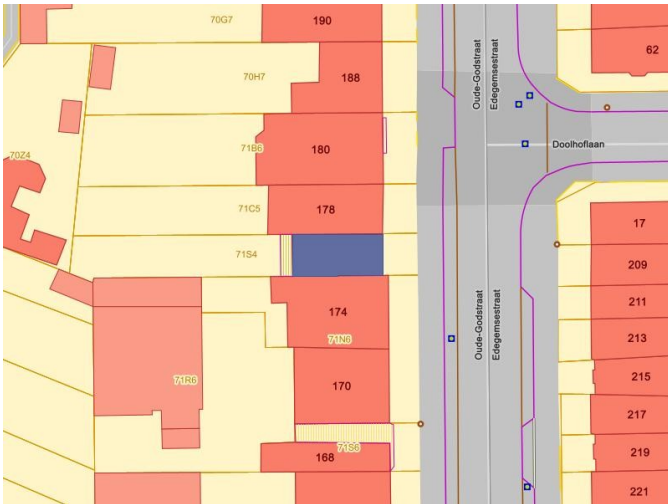 70G7
190
62
70H7
188
Oude-Godstraat
Edegemsestraat
Doolhoflaan
70Z4
71B6
180
71C5
178
17
71S4
209
174
211
71N6
Oude-Godstraat
Edegemsestraat
213
71R6
170
215
217
71S6
168
219
221